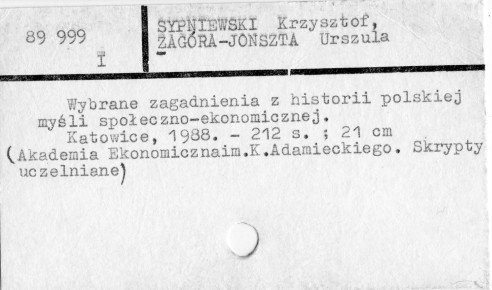 89 999
I
SYPNIEWSKI Krzysztof,
ZAGÓRA-JONSZTA Urszula
Wybrane zagadnienia z historii polskiej
myśli społeczno-ekonomicznej.
Katowice, 1988. - 212 s. ; 21 cm
(Akademia Ekonomicznaim.K.Adamieckiego. Skrypty
uczelniane)